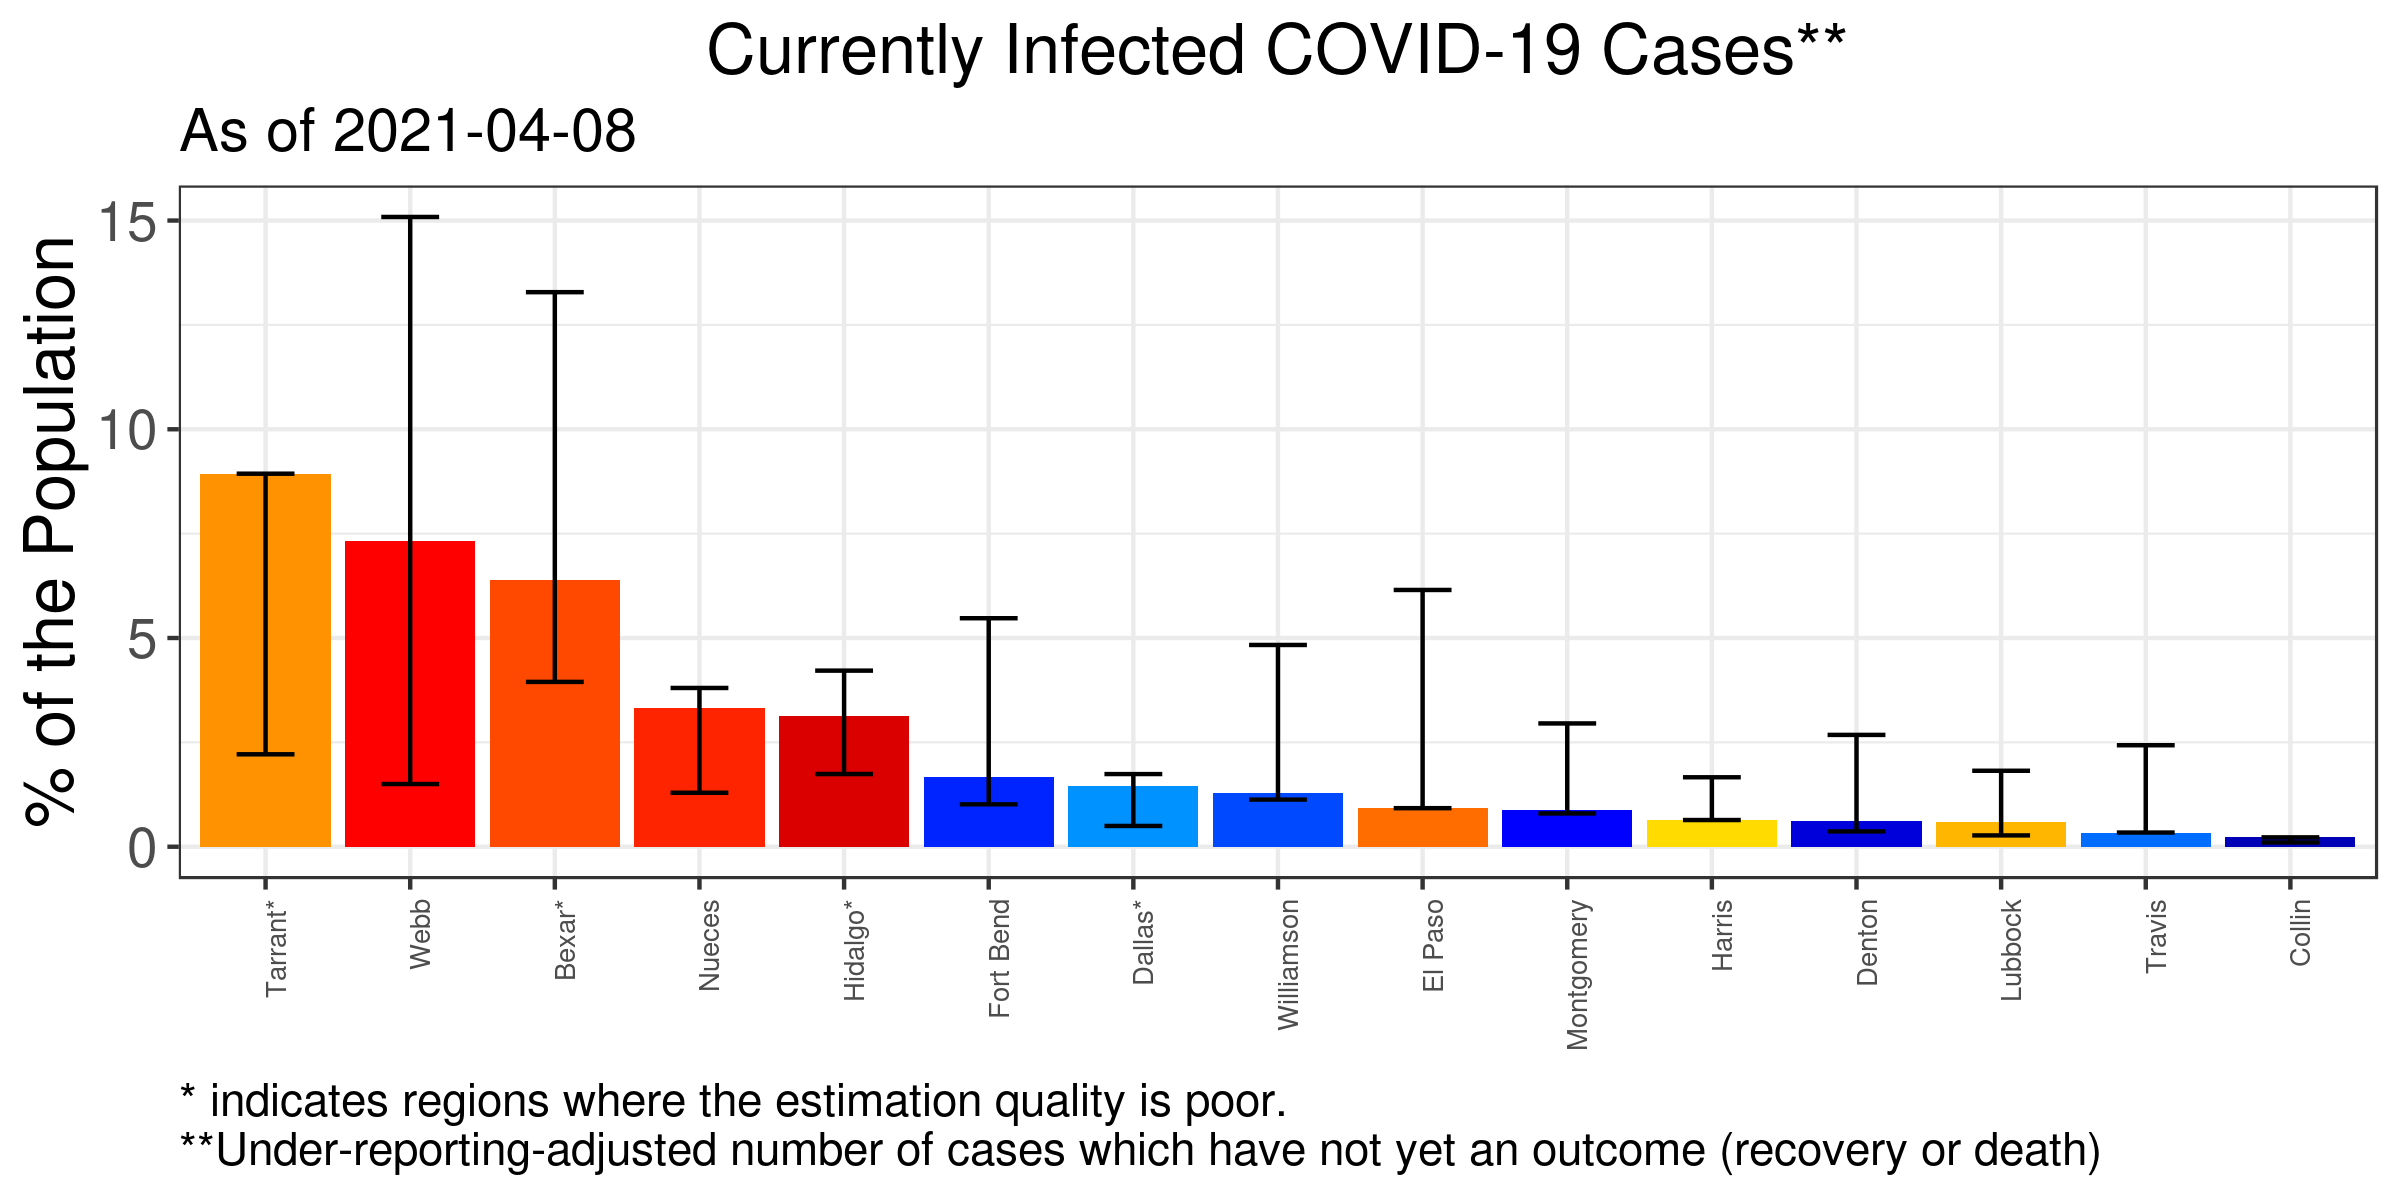 Currently Infected COVID-19 Cases**
As of 2021-04-08
% of the Population
15
10
5
0
Tarrant*
Webb
Bexar*
Nueces
Hidalgo*
Fort Bend
Dallas*
Williamson
El Paso
Montgomery
Harris
Denton
Lubbock
Travis
Collin
* indicates regions where the estimation quality is poor.
**Under-reporting-adjusted number of cases which have not yet an outcome (recovery or death)